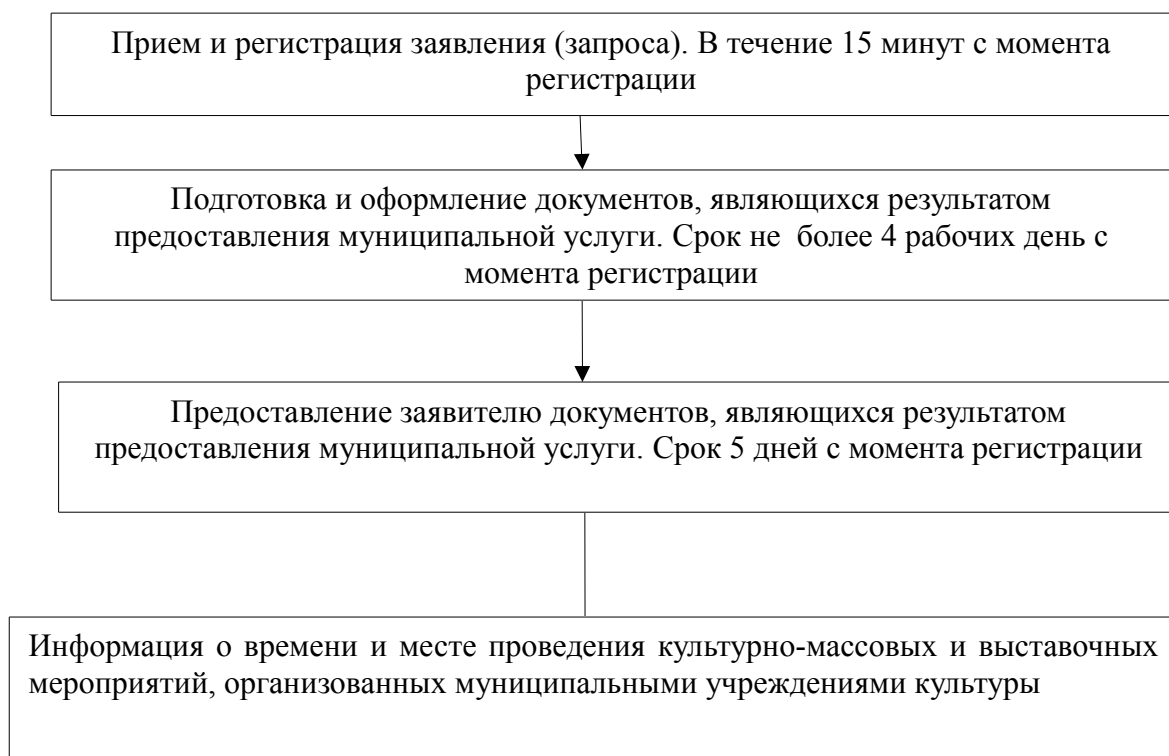 Прием и регистрация заявления (запроса). В течение 15 минут с момента
регистрации
Подготовка и оформление документов, являющихся результатом
предоставления муниципальной услуги. Срок не  более 4 рабочих день с
момента регистрации
Предоставление заявителю документов, являющихся результатом
предоставления муниципальной услуги. Срок 5 дней с момента регистрации
Информация о времени и месте проведения культурно-массовых и выставочных
мероприятий, организованных муниципальными учреждениями культуры